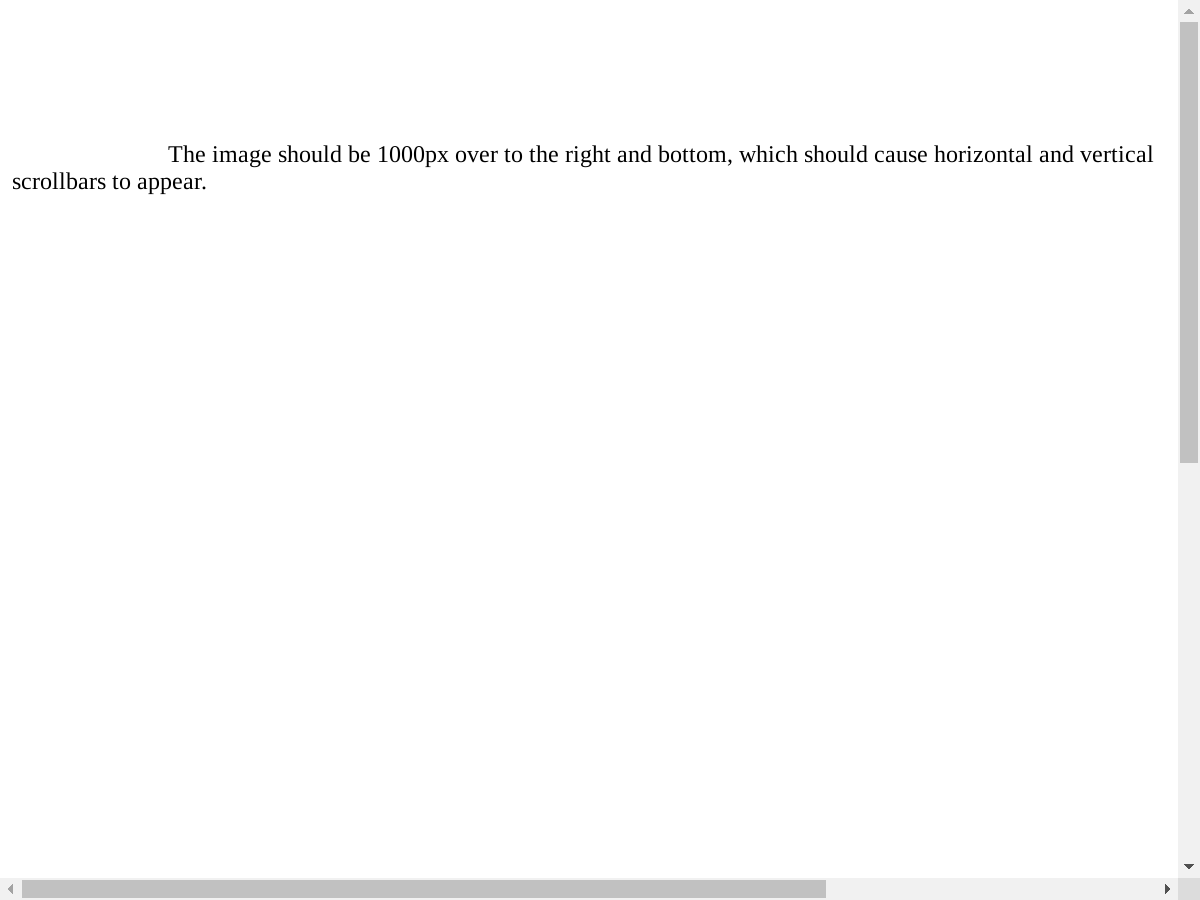 The image should be 1000px over to the right and bottom, which should cause horizontal and vertical
scrollbars to appear.